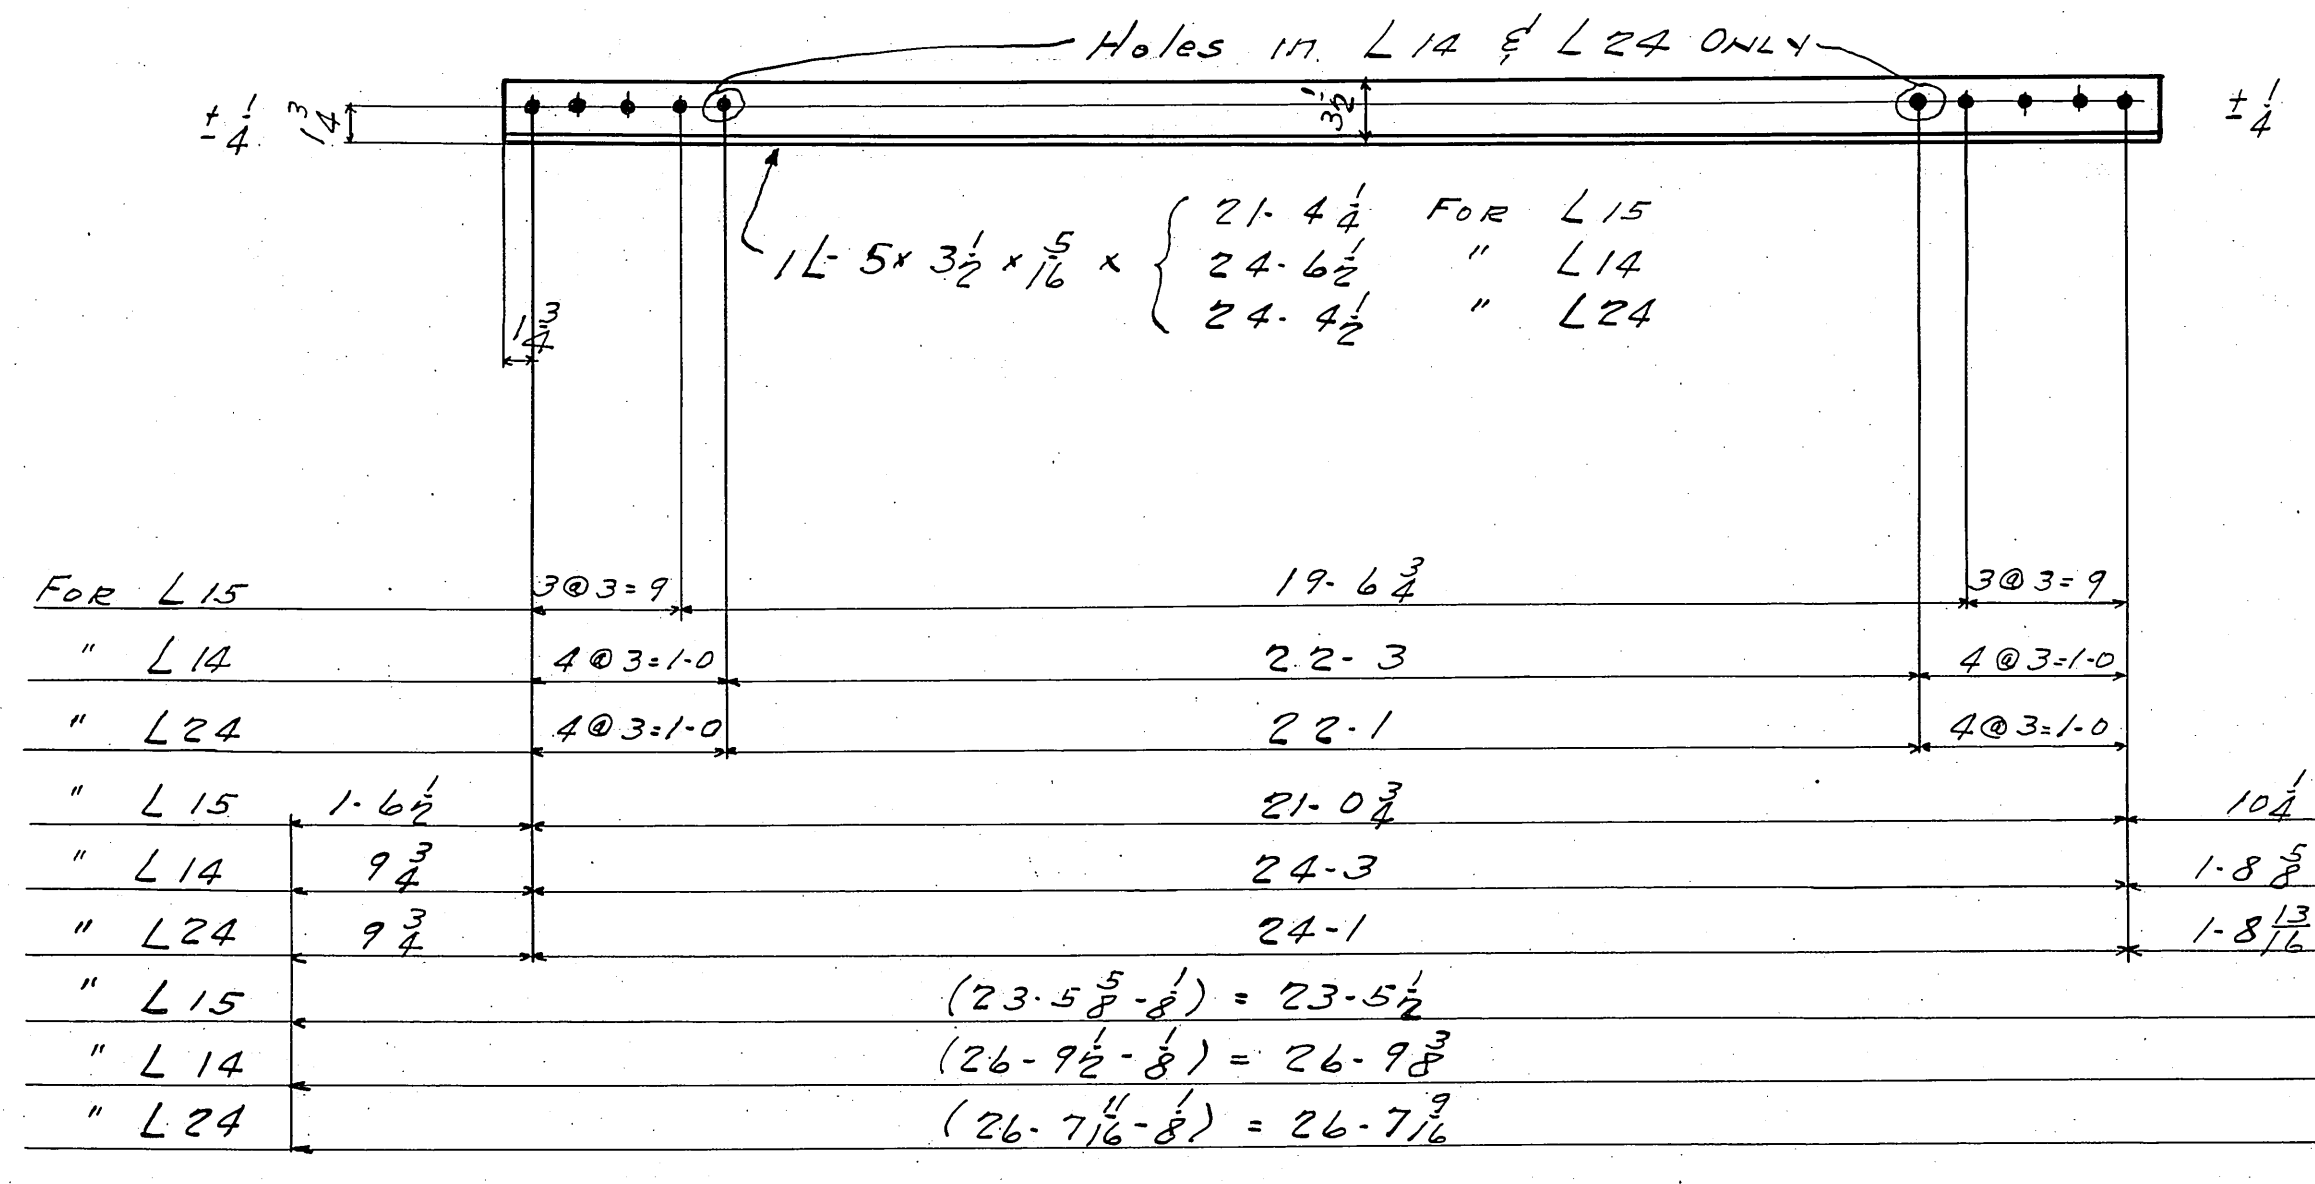 Holes in L14 & L24 ONLY
± 1/4 1 3/4 3 1/2 ± 1/4
1L- 5 x 3 1/2 x 5/16 x
21- 4 1/4 FOR L15
24- 6 1/2 " L14
24- 4 1/2 " L24
1 3/4
FOR L15 3@3=9 19- 6 3/4 3@3=9
" L14 4@3=1-0 22-3 4@3=1-0
" L24 4@3=1-0 22-1 4@3=1-0
" L15 1-6 1/2 21-0 3/4 10 1/4
" L14 9 3/4 24-3 1-8 5/8
" L24 9 3/4 24-1 1-8 13/16
" L15 (23-5 5/8 - 1/8) = 23-5 1/2
" L14 (26-9 1/2 - 1/8) = 26-9 3/8
" L24 (26-7 11/16 - 1/8) = 26-7 9/16